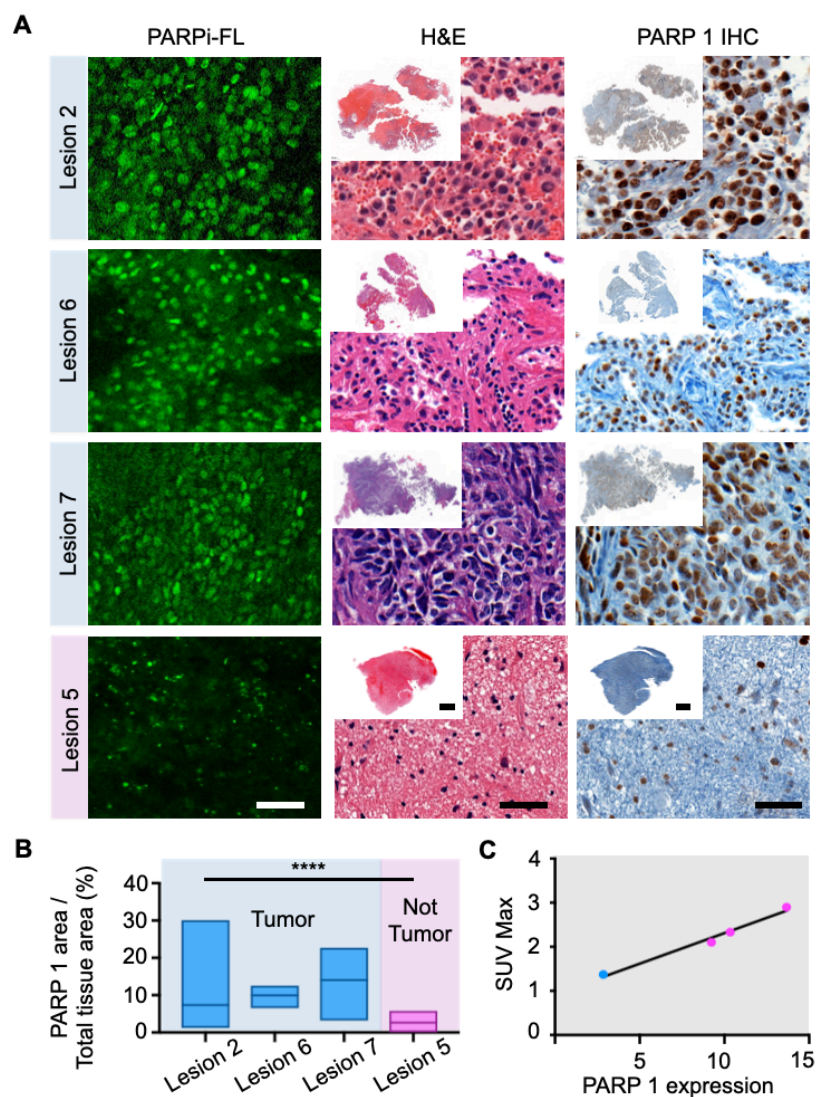 A
PARPi-FL
H&E
PARP 1 IHC
Lesion 2
Lesion 6
Lesion 7
Lesion 5
B
PARP 1 area /
Total tissue area (%)
40
30
20
10
0
****
Tumor
Not
Tumor
Lesion 2
Lesion 6
Lesion 7
Lesion 5
C
SUV Max
4
3
2
1
0
5
10
15
PARP 1 expression